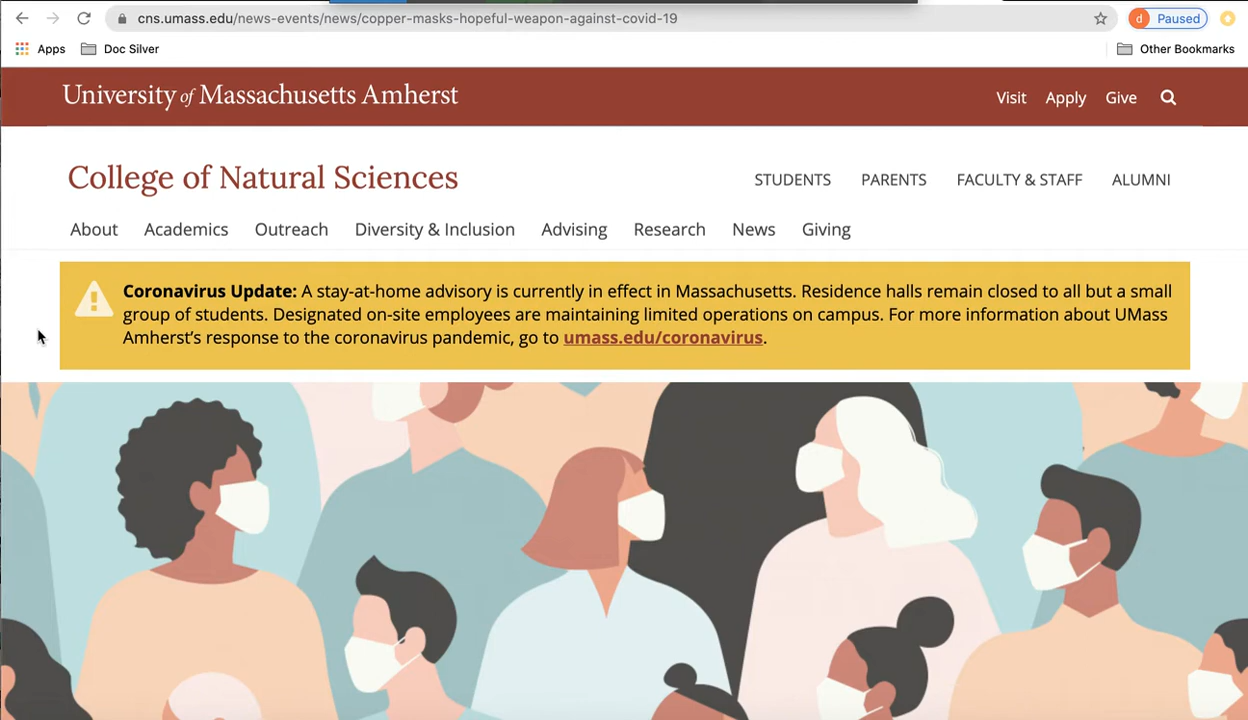 cns.umass.edu/news-events/news/copper-masks-hopeful-weapon-against-covid-19
d Paused
Apps Doc Silver Other Bookmarks
University of Massachusetts Amherst Visit Apply Give
College of Natural Sciences STUDENTS PARENTS FACULTY & STAFF ALUMNI
About Academics Outreach Diversity & Inclusion Advising Research News Giving
Coronavirus Update: A stay-at-home advisory is currently in effect in Massachusetts. Residence halls remain closed to all but a small
group of students. Designated on-site employees are maintaining limited operations on campus. For more information about UMass
Amherst’s response to the coronavirus pandemic, go to umass.edu/coronavirus.